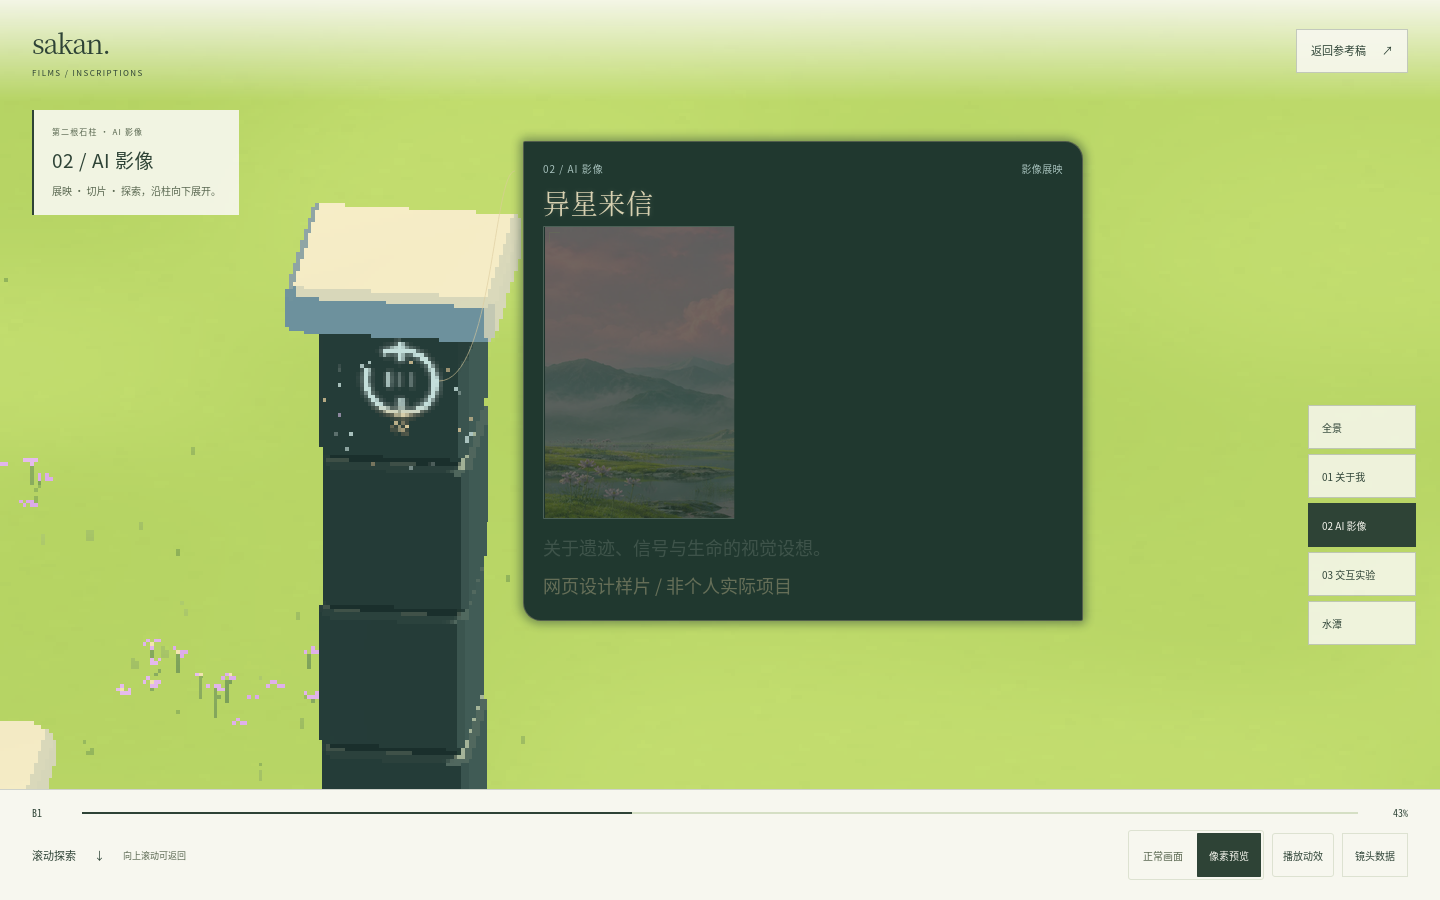 sakan.
FILMS / INSCRIPTIONS
返回参考稿 ↗
第二根石柱 · AI 影像
02 / AI 影像
展映 · 切片 · 探索，沿柱向下展开。
02 / AI 影像
影像展映
异星来信
关于遗迹、信号与生命的视觉设想。
网页设计样片 / 非个人实际项目
全景
01 关于我
02 AI 影像
03 交互实验
水潭
B1
43%
滚动探索 ↓ 向上滚动可返回
正常画面
像素预览
播放动效
镜头数据